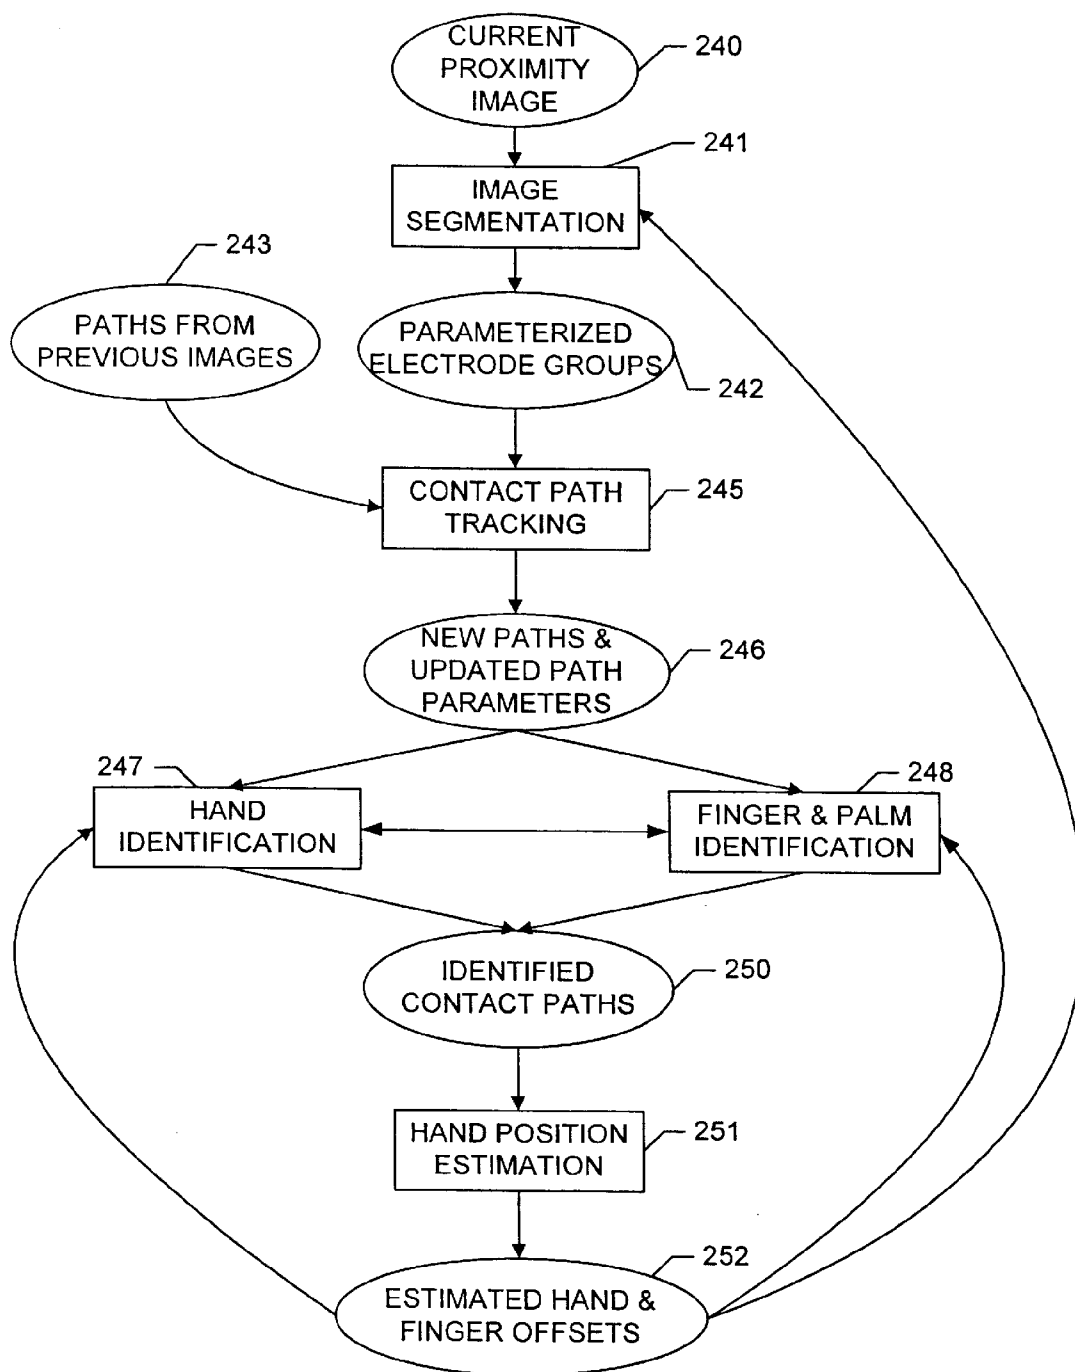 CURRENT
PROXIMITY
IMAGE
240
241
IMAGE
SEGMENTATION
243
PATHS FROM
PREVIOUS IMAGES
PARAMETERIZED
ELECTRODE GROUPS
242
CONTACT PATH
TRACKING
245
NEW PATHS &
UPDATED PATH
PARAMETERS
246
247
HAND
IDENTIFICATION
248
FINGER & PALM
IDENTIFICATION
IDENTIFIED
CONTACT PATHS
250
HAND POSITION
ESTIMATION
251
252
ESTIMATED HAND &
FINGER OFFSETS